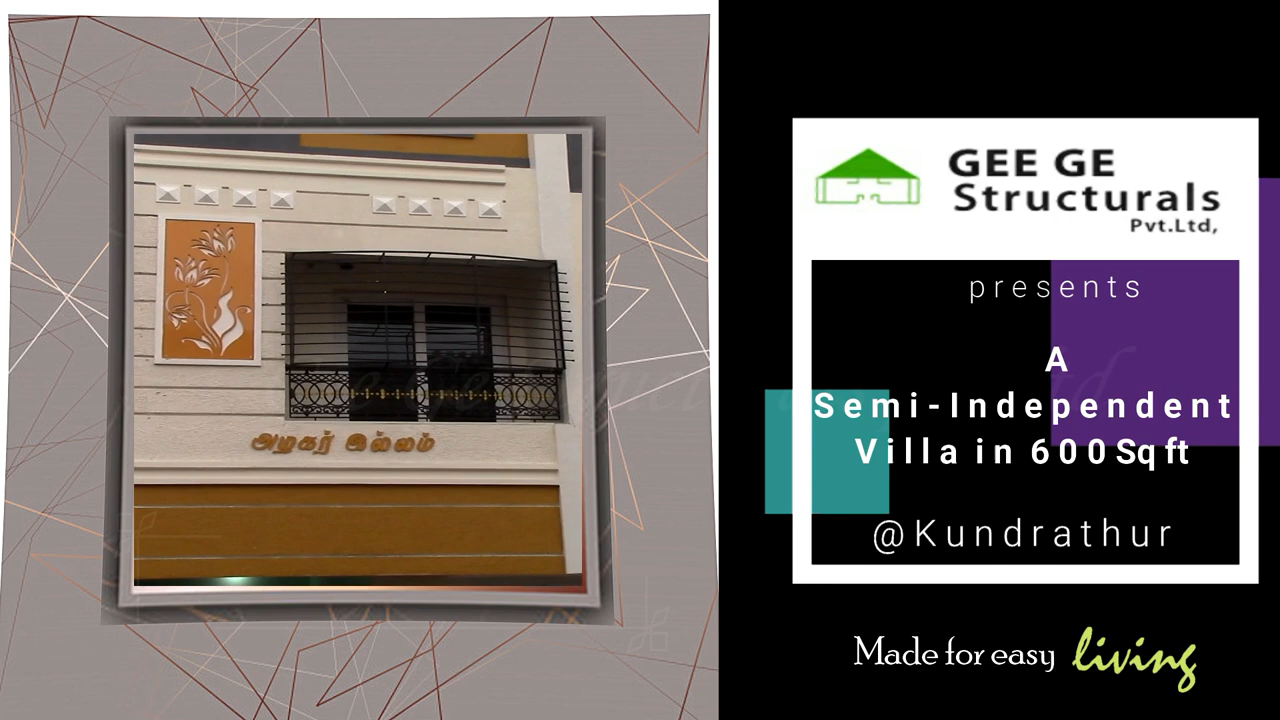 அழகர் இல்லம்
GEE GE
Structurals
Pvt.Ltd,
presents
A
Semi-Independent
Villa in 600Sqft
@Kundrathur
Made for easy living